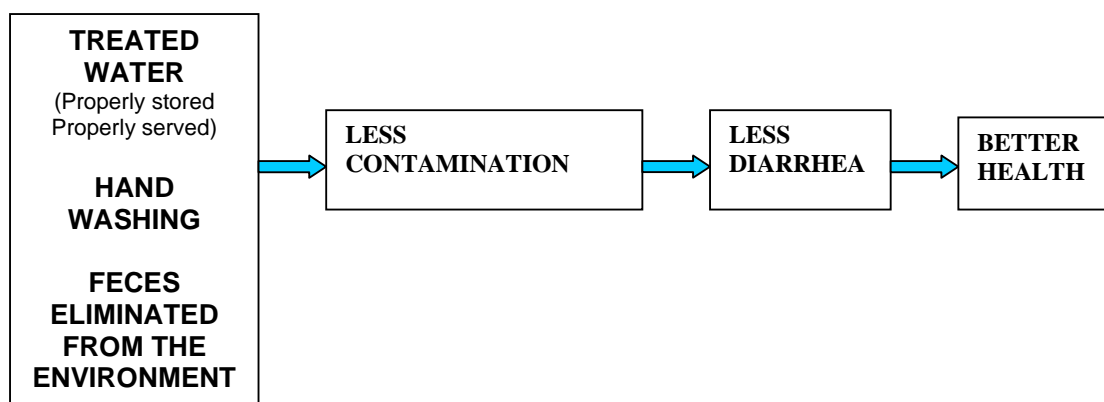 TREATED
WATER
(Properly stored
Properly served)
HAND
WASHING
FECES
ELIMINATED
FROM THE
ENVIRONMENT
LESS
CONTAMINATION
LESS
DIARRHEA
BETTER
HEALTH